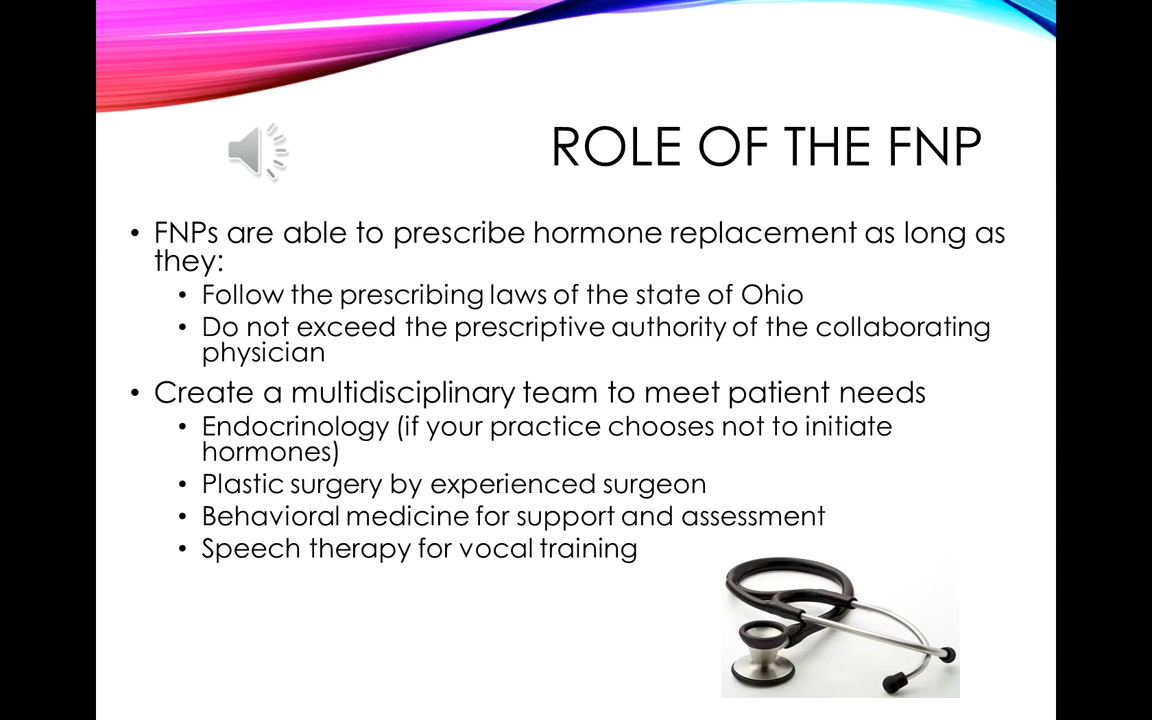 ROLE OF THE FNP
• FNPs are able to prescribe hormone replacement as long as
they:
• Follow the prescribing laws of the state of Ohio
• Do not exceed the prescriptive authority of the collaborating
physician
• Create a multidisciplinary team to meet patient needs
• Endocrinology (if your practice chooses not to initiate
hormones)
• Plastic surgery by experienced surgeon
• Behavioral medicine for support and assessment
• Speech therapy for vocal training